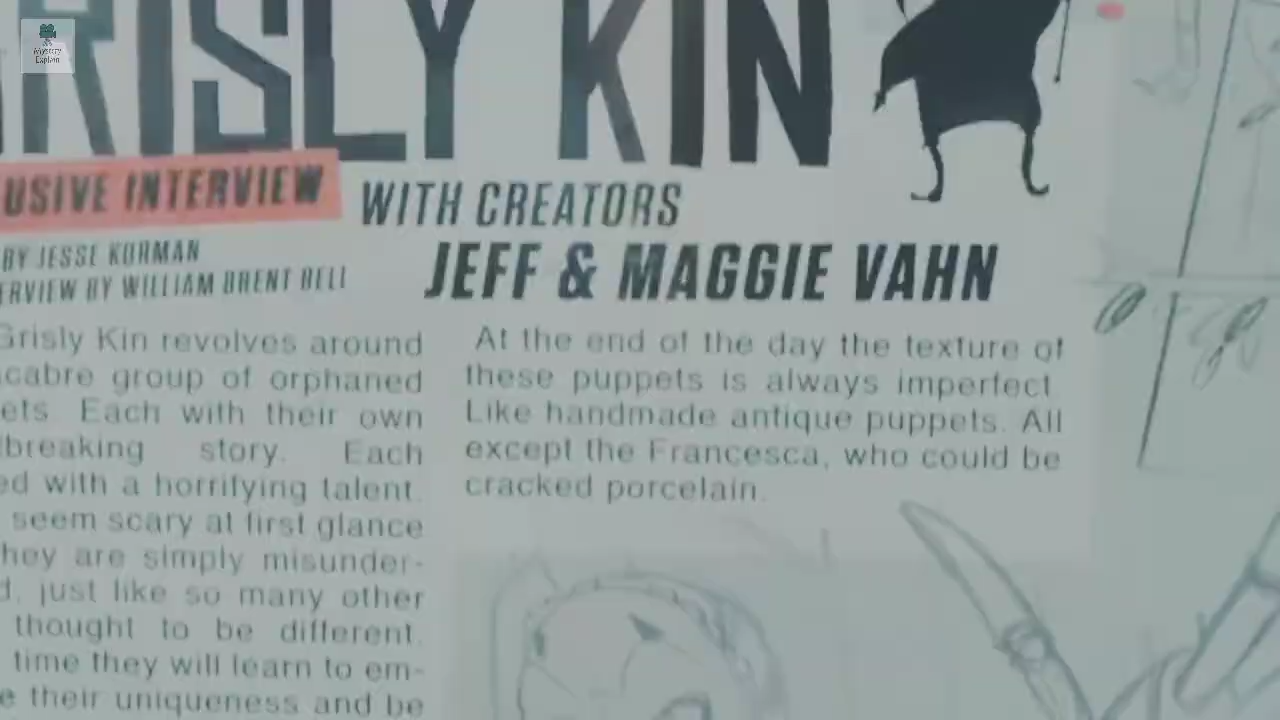 Mystery
Explain
RISLY KIN
USIVE INTERVIEW
WITH CREATORS
BY JESSE KORMAN
ERVIEW BY WILLIAM BRENT BELL
JEFF & MAGGIE VAHN
Grisly Kin revolves around
acabre group of orphaned
ets. Each with their own
breaking story. Each
ed with a horrifying talent.
seem scary at first glance
hey are simply misunder-
d, just like so many other
thought to be different.
time they will learn to em-
e their uniqueness and be
At the end of the day the texture of
these puppets is always imperfect.
Like handmade antique puppets. All
except the Francesca, who could be
cracked porcelain.